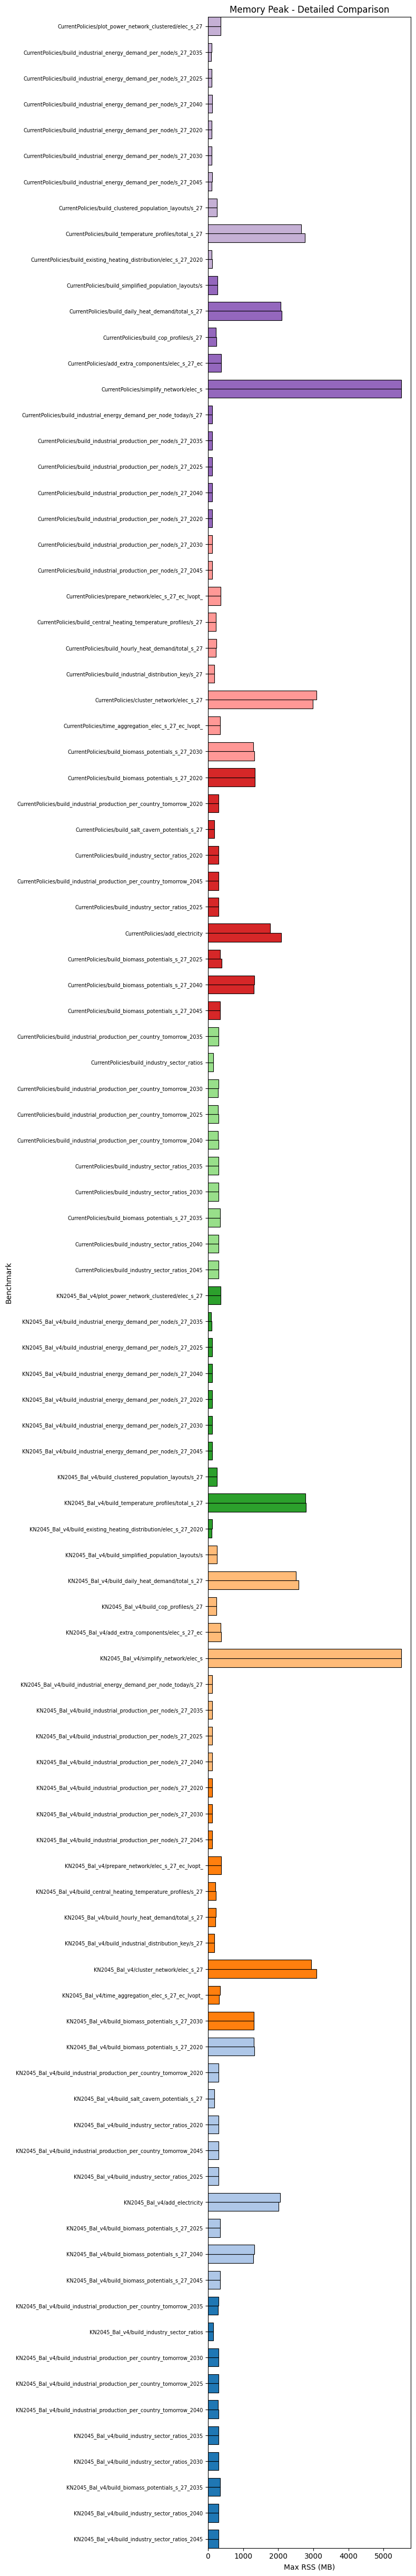 Memory Peak - Detailed Comparison
CurrentPolicies/plot_power_network_clustered/elec_s_27
CurrentPolicies/build_industrial_energy_demand_per_node/s_27_2035
CurrentPolicies/build_industrial_energy_demand_per_node/s_27_2025
CurrentPolicies/build_industrial_energy_demand_per_node/s_27_2040
CurrentPolicies/build_industrial_energy_demand_per_node/s_27_2020
CurrentPolicies/build_industrial_energy_demand_per_node/s_27_2030
CurrentPolicies/build_industrial_energy_demand_per_node/s_27_2045
CurrentPolicies/build_clustered_population_layouts/s_27
CurrentPolicies/build_temperature_profiles/total_s_27
CurrentPolicies/build_existing_heating_distribution/elec_s_27_2020
CurrentPolicies/build_simplified_population_layouts/s
CurrentPolicies/build_daily_heat_demand/total_s_27
CurrentPolicies/build_cop_profiles/s_27
CurrentPolicies/add_extra_components/elec_s_27_ec
CurrentPolicies/simplify_network/elec_s
CurrentPolicies/build_industrial_energy_demand_per_node_today/s_27
CurrentPolicies/build_industrial_production_per_node/s_27_2035
CurrentPolicies/build_industrial_production_per_node/s_27_2025
CurrentPolicies/build_industrial_production_per_node/s_27_2040
CurrentPolicies/build_industrial_production_per_node/s_27_2020
CurrentPolicies/build_industrial_production_per_node/s_27_2030
CurrentPolicies/build_industrial_production_per_node/s_27_2045
CurrentPolicies/prepare_network/elec_s_27_ec_lvopt_
CurrentPolicies/build_central_heating_temperature_profiles/s_27
CurrentPolicies/build_hourly_heat_demand/total_s_27
CurrentPolicies/build_industrial_distribution_key/s_27
CurrentPolicies/cluster_network/elec_s_27
CurrentPolicies/time_aggregation_elec_s_27_ec_lvopt_
CurrentPolicies/build_biomass_potentials_s_27_2030
CurrentPolicies/build_biomass_potentials_s_27_2020
CurrentPolicies/build_industrial_production_per_country_tomorrow_2020
CurrentPolicies/build_salt_cavern_potentials_s_27
CurrentPolicies/build_industry_sector_ratios_2020
CurrentPolicies/build_industrial_production_per_country_tomorrow_2045
CurrentPolicies/build_industry_sector_ratios_2025
CurrentPolicies/add_electricity
CurrentPolicies/build_biomass_potentials_s_27_2025
CurrentPolicies/build_biomass_potentials_s_27_2040
CurrentPolicies/build_biomass_potentials_s_27_2045
CurrentPolicies/build_industrial_production_per_country_tomorrow_2035
CurrentPolicies/build_industry_sector_ratios
CurrentPolicies/build_industrial_production_per_country_tomorrow_2030
CurrentPolicies/build_industrial_production_per_country_tomorrow_2025
CurrentPolicies/build_industrial_production_per_country_tomorrow_2040
CurrentPolicies/build_industry_sector_ratios_2035
CurrentPolicies/build_industry_sector_ratios_2030
CurrentPolicies/build_biomass_potentials_s_27_2035
CurrentPolicies/build_industry_sector_ratios_2040
CurrentPolicies/build_industry_sector_ratios_2045
Benchmark
KN2045_Bal_v4/plot_power_network_clustered/elec_s_27
KN2045_Bal_v4/build_industrial_energy_demand_per_node/s_27_2035
KN2045_Bal_v4/build_industrial_energy_demand_per_node/s_27_2025
KN2045_Bal_v4/build_industrial_energy_demand_per_node/s_27_2040
KN2045_Bal_v4/build_industrial_energy_demand_per_node/s_27_2020
KN2045_Bal_v4/build_industrial_energy_demand_per_node/s_27_2030
KN2045_Bal_v4/build_industrial_energy_demand_per_node/s_27_2045
KN2045_Bal_v4/build_clustered_population_layouts/s_27
KN2045_Bal_v4/build_temperature_profiles/total_s_27
KN2045_Bal_v4/build_existing_heating_distribution/elec_s_27_2020
KN2045_Bal_v4/build_simplified_population_layouts/s
KN2045_Bal_v4/build_daily_heat_demand/total_s_27
KN2045_Bal_v4/build_cop_profiles/s_27
KN2045_Bal_v4/add_extra_components/elec_s_27_ec
KN2045_Bal_v4/simplify_network/elec_s
KN2045_Bal_v4/build_industrial_energy_demand_per_node_today/s_27
KN2045_Bal_v4/build_industrial_production_per_node/s_27_2035
KN2045_Bal_v4/build_industrial_production_per_node/s_27_2025
KN2045_Bal_v4/build_industrial_production_per_node/s_27_2040
KN2045_Bal_v4/build_industrial_production_per_node/s_27_2020
KN2045_Bal_v4/build_industrial_production_per_node/s_27_2030
KN2045_Bal_v4/build_industrial_production_per_node/s_27_2045
KN2045_Bal_v4/prepare_network/elec_s_27_ec_lvopt_
KN2045_Bal_v4/build_central_heating_temperature_profiles/s_27
KN2045_Bal_v4/build_hourly_heat_demand/total_s_27
KN2045_Bal_v4/build_industrial_distribution_key/s_27
KN2045_Bal_v4/cluster_network/elec_s_27
KN2045_Bal_v4/time_aggregation_elec_s_27_ec_lvopt_
KN2045_Bal_v4/build_biomass_potentials_s_27_2030
KN2045_Bal_v4/build_biomass_potentials_s_27_2020
KN2045_Bal_v4/build_industrial_production_per_country_tomorrow_2020
KN2045_Bal_v4/build_salt_cavern_potentials_s_27
KN2045_Bal_v4/build_industry_sector_ratios_2020
KN2045_Bal_v4/build_industrial_production_per_country_tomorrow_2045
KN2045_Bal_v4/build_industry_sector_ratios_2025
KN2045_Bal_v4/add_electricity
KN2045_Bal_v4/build_biomass_potentials_s_27_2025
KN2045_Bal_v4/build_biomass_potentials_s_27_2040
KN2045_Bal_v4/build_biomass_potentials_s_27_2045
KN2045_Bal_v4/build_industrial_production_per_country_tomorrow_2035
KN2045_Bal_v4/build_industry_sector_ratios
KN2045_Bal_v4/build_industrial_production_per_country_tomorrow_2030
KN2045_Bal_v4/build_industrial_production_per_country_tomorrow_2025
KN2045_Bal_v4/build_industrial_production_per_country_tomorrow_2040
KN2045_Bal_v4/build_industry_sector_ratios_2035
KN2045_Bal_v4/build_industry_sector_ratios_2030
KN2045_Bal_v4/build_biomass_potentials_s_27_2035
KN2045_Bal_v4/build_industry_sector_ratios_2040
KN2045_Bal_v4/build_industry_sector_ratios_2045
0 1000 2000 3000 4000 5000
Max RSS (MB)